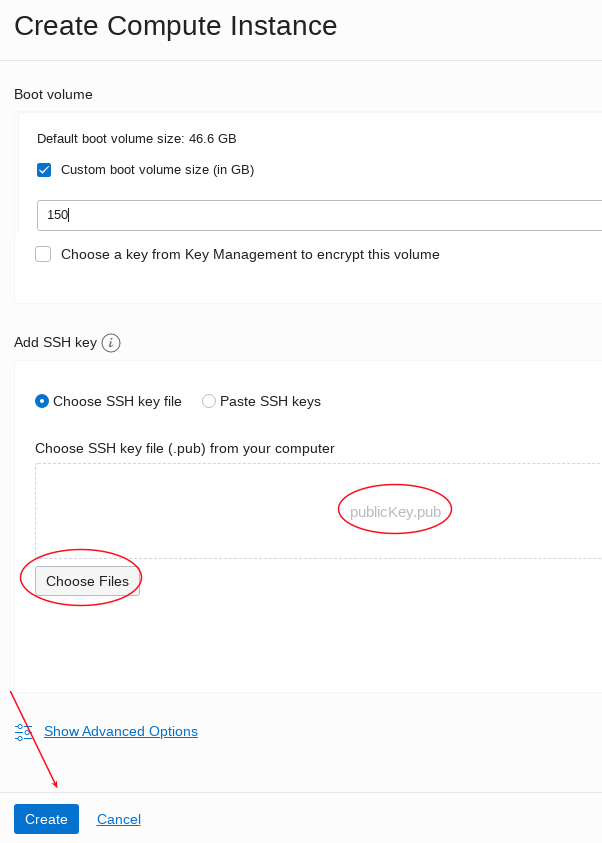 Create Compute Instance
Boot volume
Default boot volume size: 46.6 GB
Custom boot volume size (in GB)
150
Choose a key from Key Management to encrypt this volume
Add SSH key i
Choose SSH key file Paste SSH keys
Choose SSH key file (.pub) from your computer
publicKey.pub
Choose Files
Show Advanced Options
Create Cancel